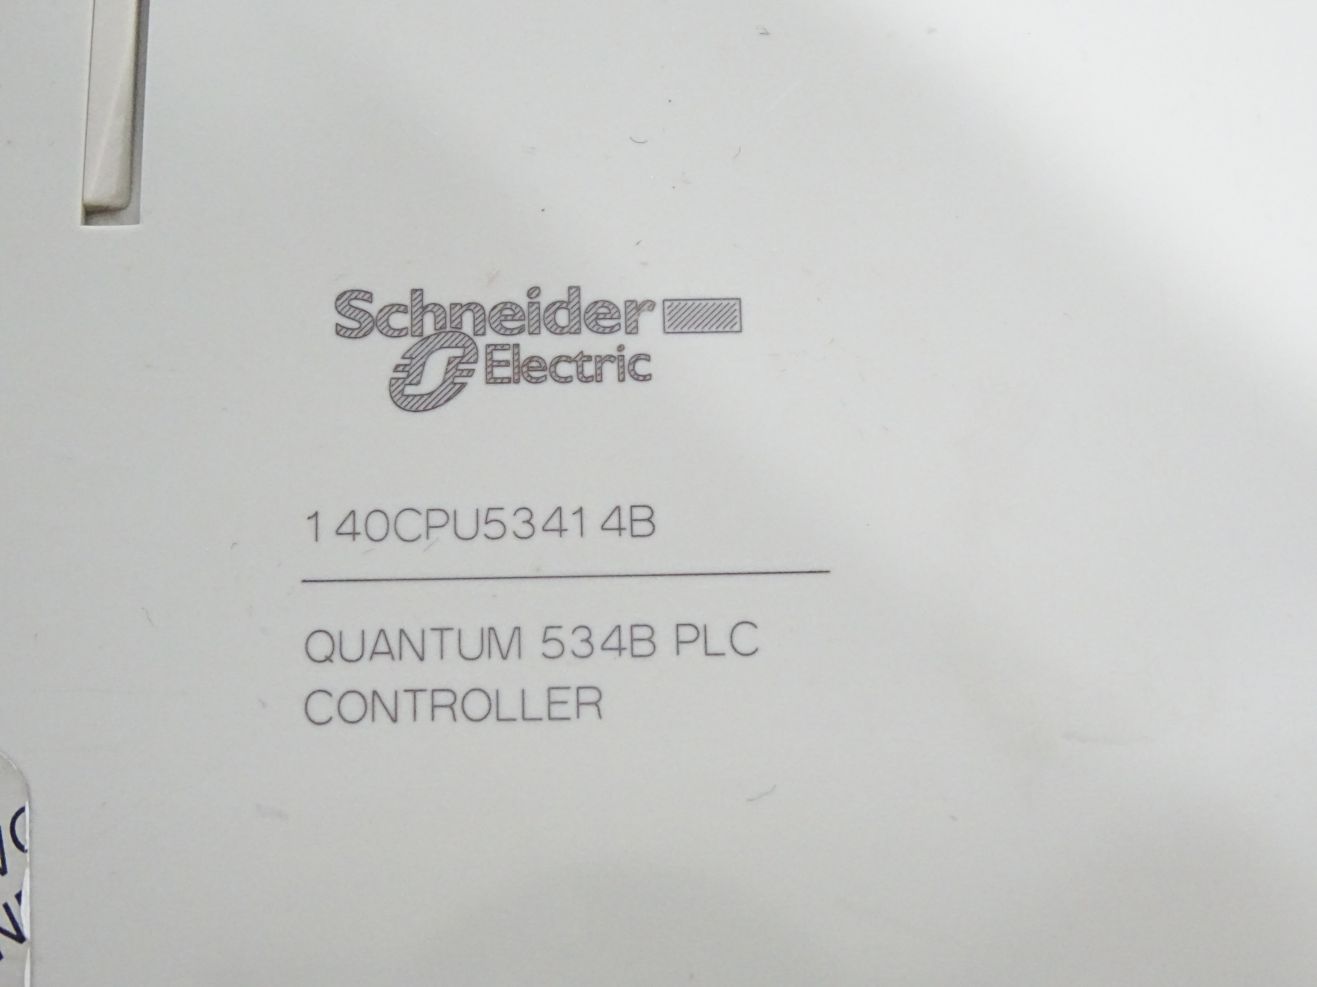 Schneider
Electric
140CPU53414B
QUANTUM 534B PLC
CONTROLLER